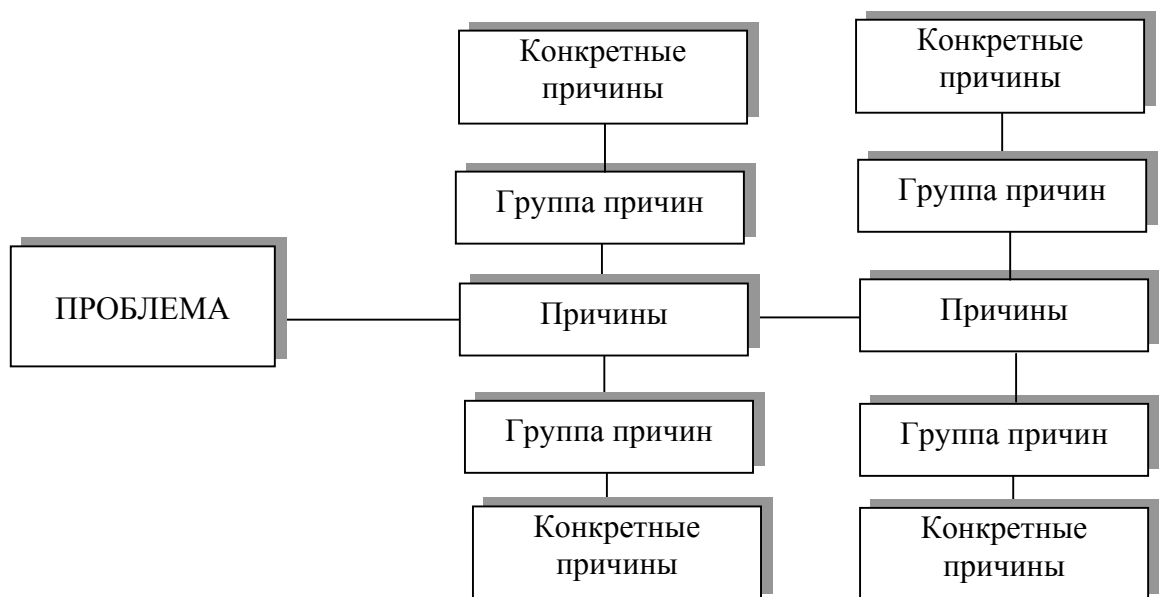 Конкретные
причины
Конкретные
причины
Группа причин
Группа причин
ПРОБЛЕМА
Причины
Причины
Группа причин
Группа причин
Конкретные
причины
Конкретные
причины